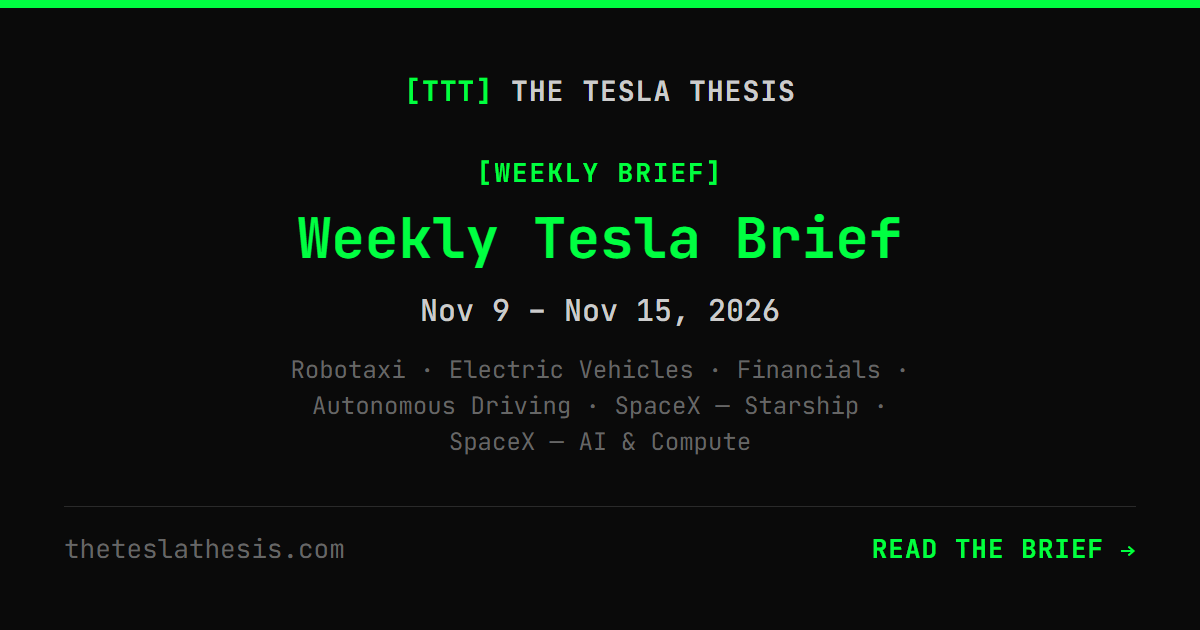 [TTT] THE TESLA THESIS
[WEEKLY BRIEF]
Weekly Tesla Brief
Nov 9 – Nov 15, 2026
Robotaxi · Electric Vehicles · Financials ·
Autonomous Driving · SpaceX — Starship ·
SpaceX — AI & Compute
theteslathesis.com
READ THE BRIEF →